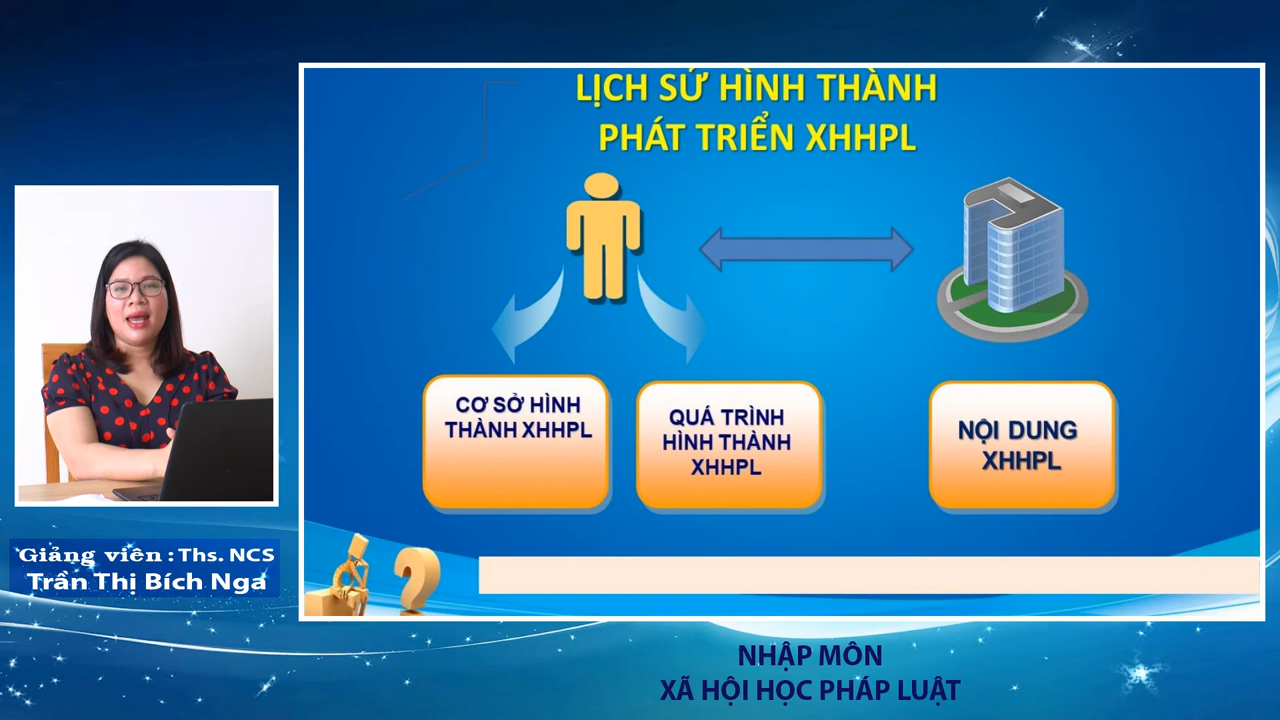 LỊCH SỬ HÌNH THÀNH
PHÁT TRIỂN XHHPL
CƠ SỞ HÌNH
THÀNH XHHPL
QUÁ TRÌNH
HÌNH THÀNH
XHHPL
NỘI DUNG
XHHPL
Giảng viên : Ths. NCS
Trần Thị Bích Nga
NHẬP MÔN
XÃ HỘI HỌC PHÁP LUẬT